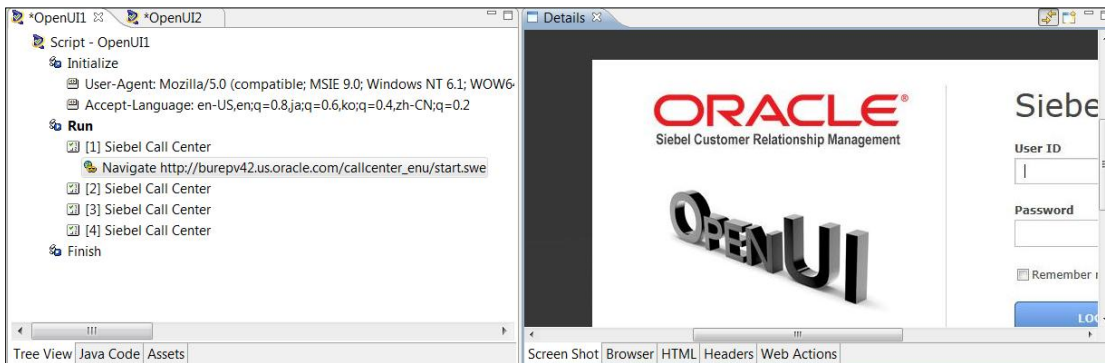 *OpenUI1
*OpenUI2
Script - OpenUI1
Initialize
User-Agent: Mozilla/5.0 (compatible; MSIE 9.0; Windows NT 6.1; WOW6
Accept-Language: en-US,en;q=0.8,ja;q=0.6,ko;q=0.4,zh-CN;q=0.2
Run
[1] Siebel Call Center
Navigate http://burepv42.us.oracle.com/callcenter_enu/start.swe
[2] Siebel Call Center
[3] Siebel Call Center
[4] Siebel Call Center
Finish
Tree View Java Code Assets
Details
ORACLE®
Siebel Customer Relationship Management
OPENUI
Siebe
User ID
Password
Remember
LO
Screen Shot Browser HTML Headers Web Actions